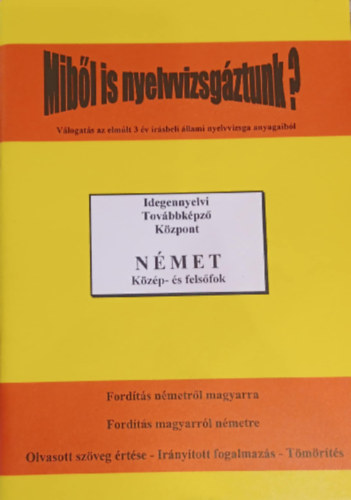 Miből is nyelvvizsgáztunk?
Válogatás az elmúlt 3 év írásbeli állami nyelvvizsga anyagaiból
Idegennyelvi
Továbbképző
Központ
NÉMET
Közép- és felsőfok
Fordítás németről magyarra
Fordítás magyarról németre
Olvasott szöveg értése - Irányított fogalmazás - Tömörítés